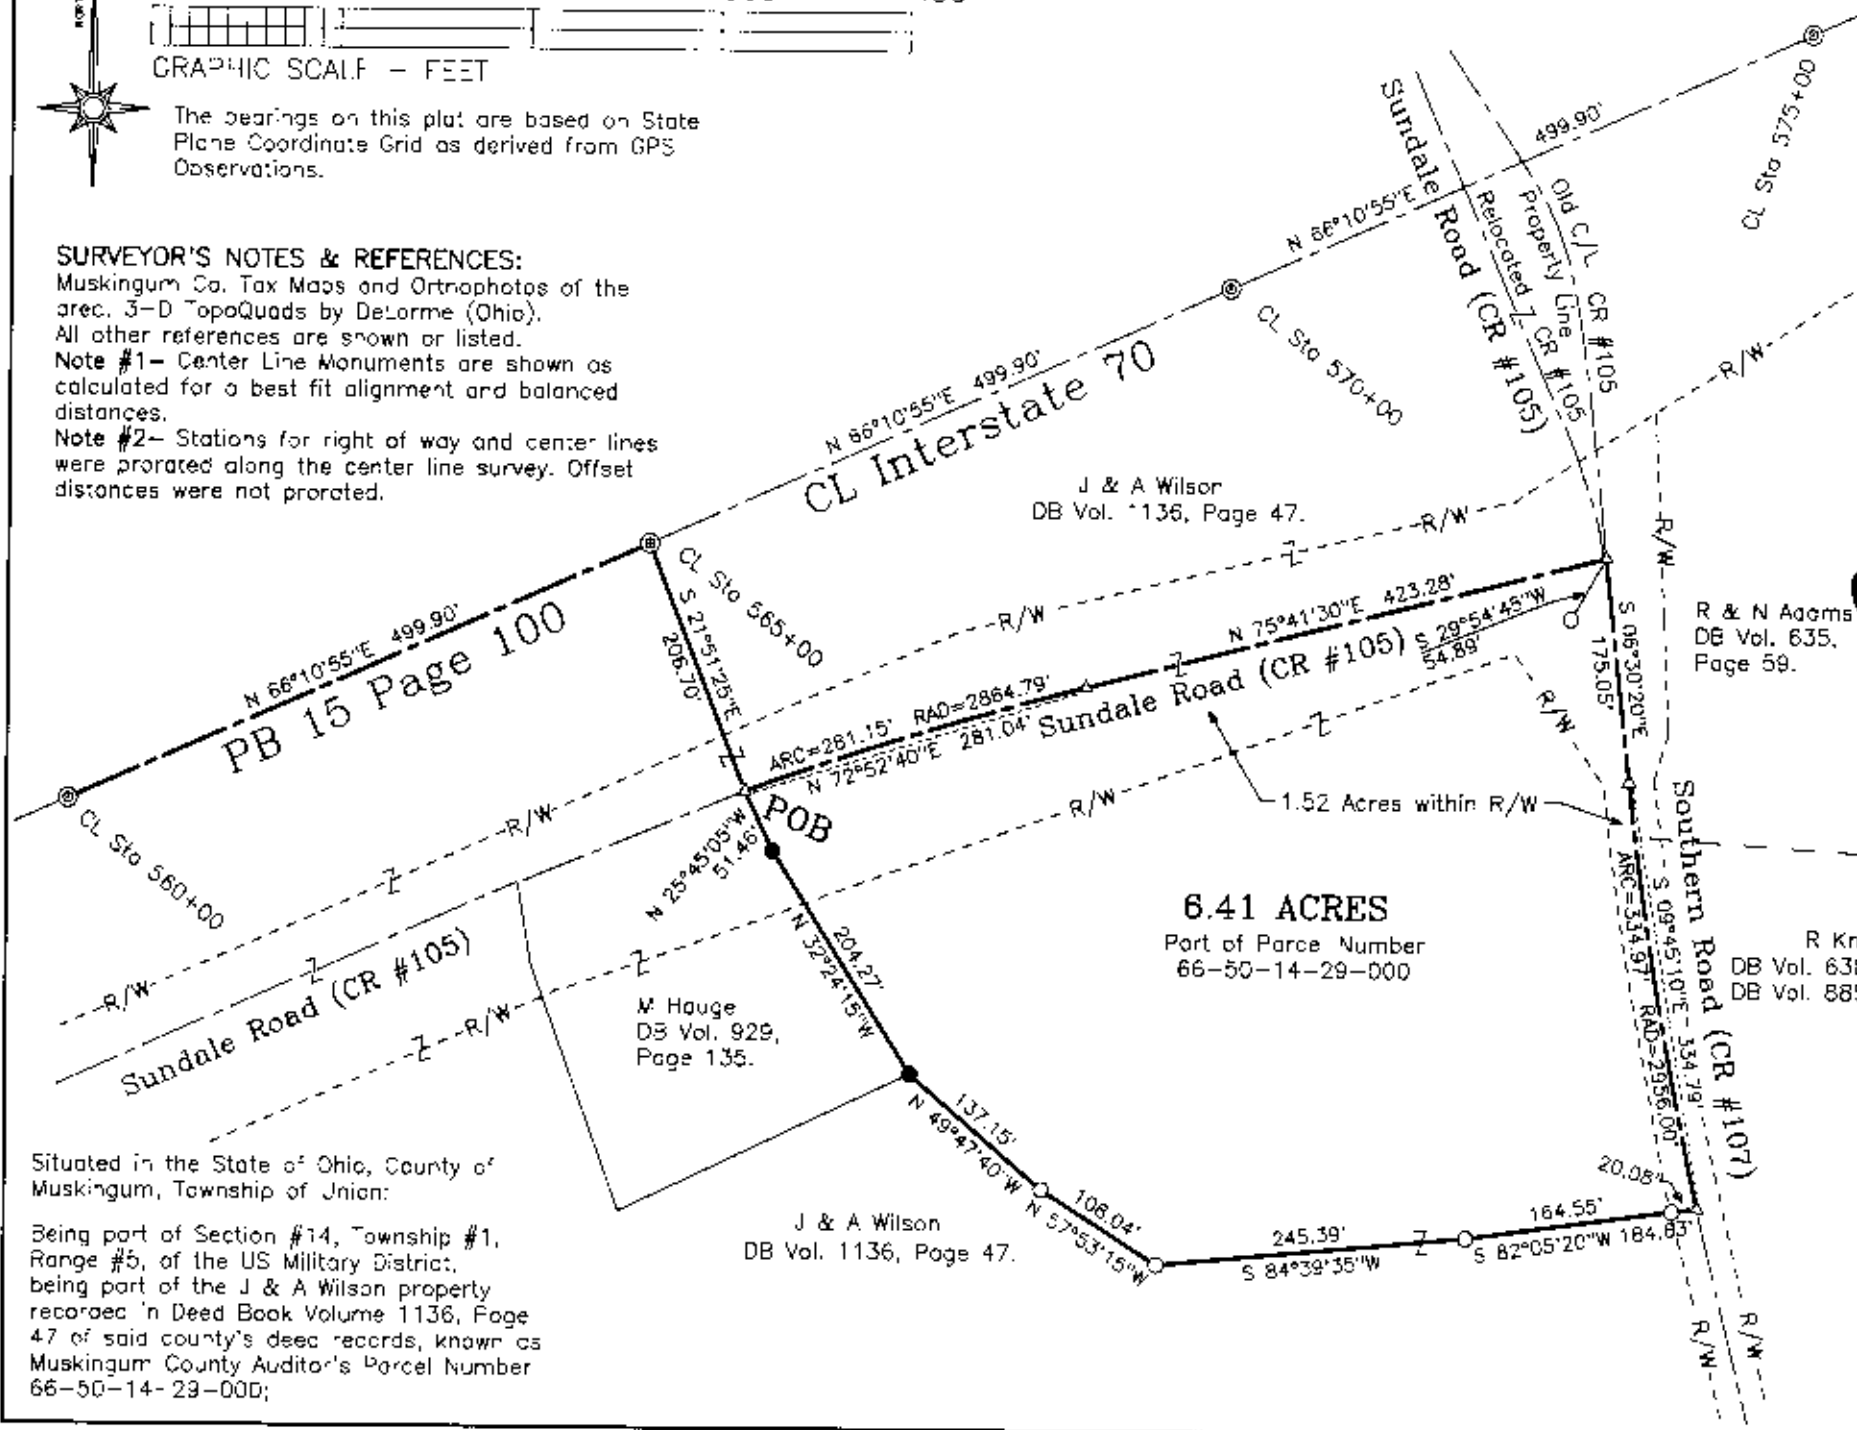 GRAPHIC SCALE – FEET
The bearings on this plat are based on State
Plane Coordinate Grid as derived from GPS
Observations.
SURVEYOR'S NOTES & REFERENCES:
Muskingum Co. Tax Maps and Orthophotos of the
area. 3-D TopoQuads by DeLorme (Ohio).
All other references are shown or listed.
Note #1– Center Line Monuments are shown as
calculated for a best fit alignment and balanced
distances.
Note #2– Stations for right of way and center lines
were prorated along the center line survey. Offset
distances were not prorated.
N 66°10'55"E 499.90'
PB 15 Page 100
CL Sta 560+00
N 66°10'55"E 499.90'
CL Interstate 70
CL Sta 565+00
CL Sta 570+00
N 66°10'55"E
499.90'
CL Sta 575+00
Sundale Road (CR #105)
Relocated CR #105
Property Line
Old C/L CR #105
R/W
R/W
J & A Wilson
DB Vol. 1136, Page 47.
R/W
R/W
S 21°51'25"E
206.70'
R/W
R/W
ARC=281.15' RAD=2864.79'
N 72°52'40"E 281.04'
N 75°41'30"E 423.28'
Sundale Road (CR #105)
S 29°54'45"W
54.89'
S 06°30'20"E
175.05'
R & N Adams
DB Vol. 635,
Page 59.
R/W
R/W
POB
1.52 Acres within R/W
N 25°45'05"W
51.46'
204.27'
N 32°24'15"W
6.41 ACRES
Part of Parce Number
66-50-14-29-000
Southern Road (CR #107)
ARC=334.97' RAD=2956.00'
S 09°45'10"E 334.79'
R Kn
DB Vol. 638
DB Vol. 885
R/W
Sundale Road (CR #105)
R/W
M Hauge
DB Vol. 929,
Page 135.
137.15'
N 49°47'40"W
108.04'
N 57°53'15"W
245.39'
S 84°39'35"W
164.55'
S 82°05'20"W 184.63'
20.08'
J & A Wilson
DB Vol. 1136, Page 47.
R/W
R/W
Situated in the State of Ohio, County of
Muskingum, Township of Union:
Being part of Section #14, Township #1,
Range #5, of the US Military District,
being part of the J & A Wilson property
recorded in Deed Book Volume 1136, Page
47 of said county's deed records, known as
Muskingum County Auditor's Parcel Number
66-50-14-29-000;